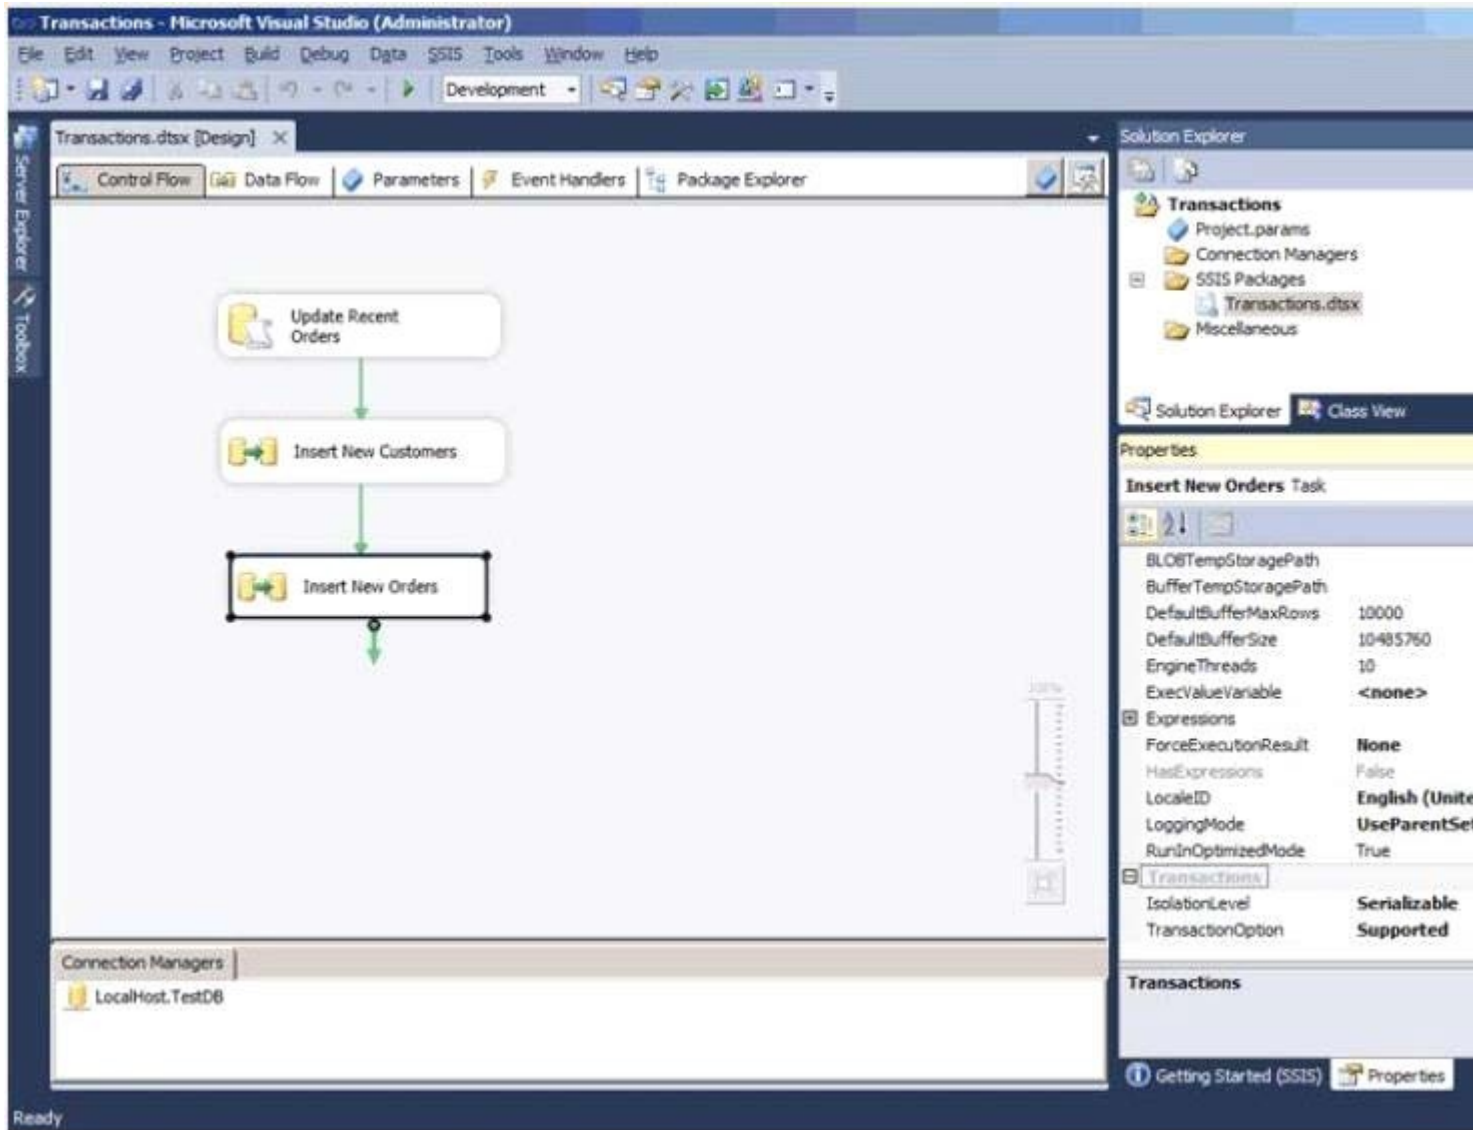 Transactions - Microsoft Visual Studio (Administrator)
File Edit View Project Build Debug Data SSIS Tools Window Help
Development
Transactions.dtsx [Design]
Control Flow Data Flow Parameters Event Handlers Package Explorer
Server Explorer
Toolbox
Update Recent
Orders
Insert New Customers
Insert New Orders
100%
Connection Managers
LocalHost.TestDB
Ready
Solution Explorer
Transactions
Project.params
Connection Managers
SSIS Packages
Transactions.dtsx
Miscellaneous
Solution Explorer Class View
Properties
Insert New Orders Task
BLOBTempStoragePath
BufferTempStoragePath
DefaultBufferMaxRows 10000
DefaultBufferSize 10485760
EngineThreads 10
ExecValueVariable <none>
Expressions
ForceExecutionResult None
HasExpressions False
LocaleID English (Unite
LoggingMode UseParentSet
RunInOptimizedMode True
Transactions
IsolationLevel Serializable
TransactionOption Supported
Transactions
Getting Started (SSIS) Properties